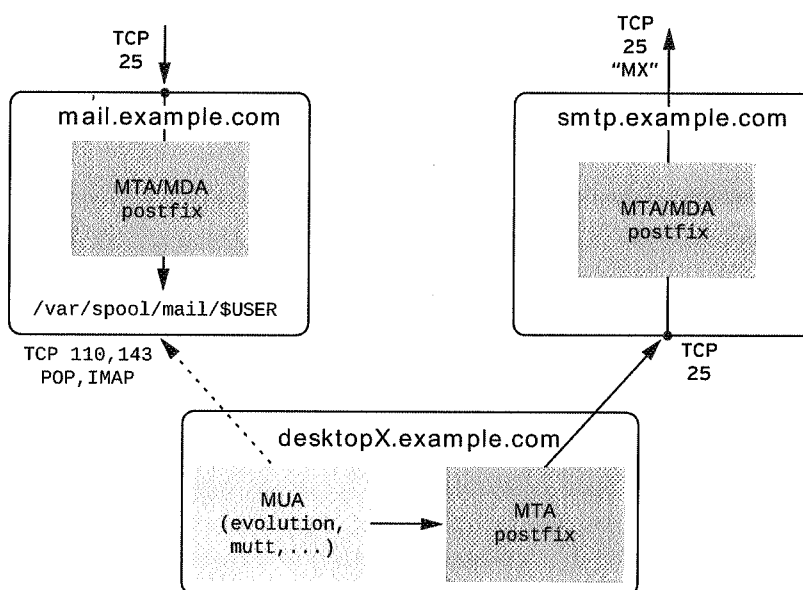 TCP
25
mail.example.com
MTA/MDA
postfix
/var/spool/mail/$USER
TCP 110,143
POP,IMAP
TCP
25
“MX”
smtp.example.com
MTA/MDA
postfix
TCP
25
desktopX.example.com
MUA
(evolution,
mutt,...)
MTA
postfix